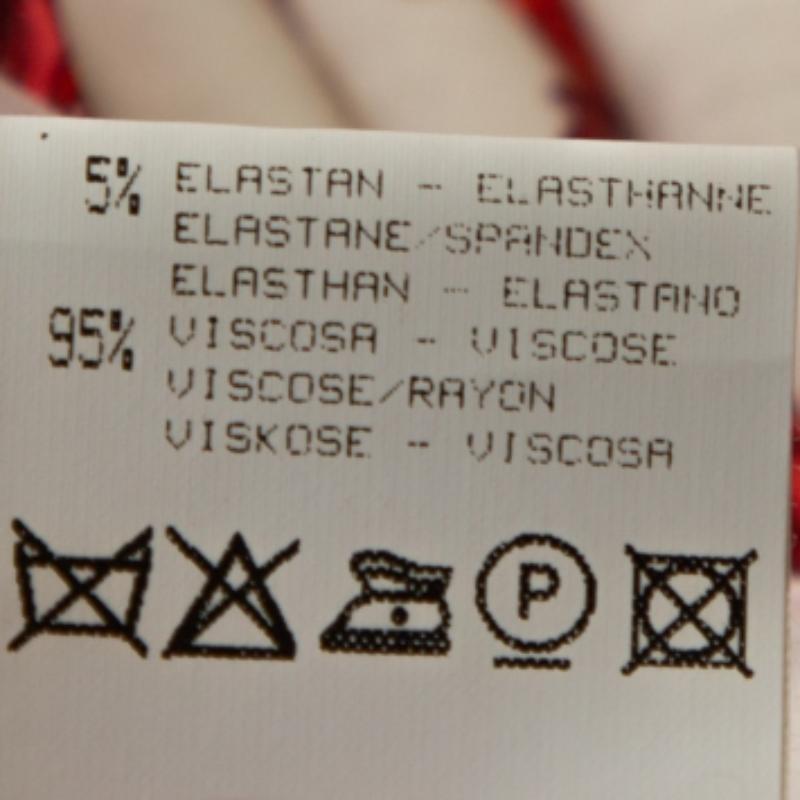 5% ELASTAN - ELASTHANNE
ELASTANE/SPANDEX
ELASTHAN - ELASTANO
95% VISCOSA - VISCOSE
VISCOSE/RAYON
VISKOSE - VISCOSA
P